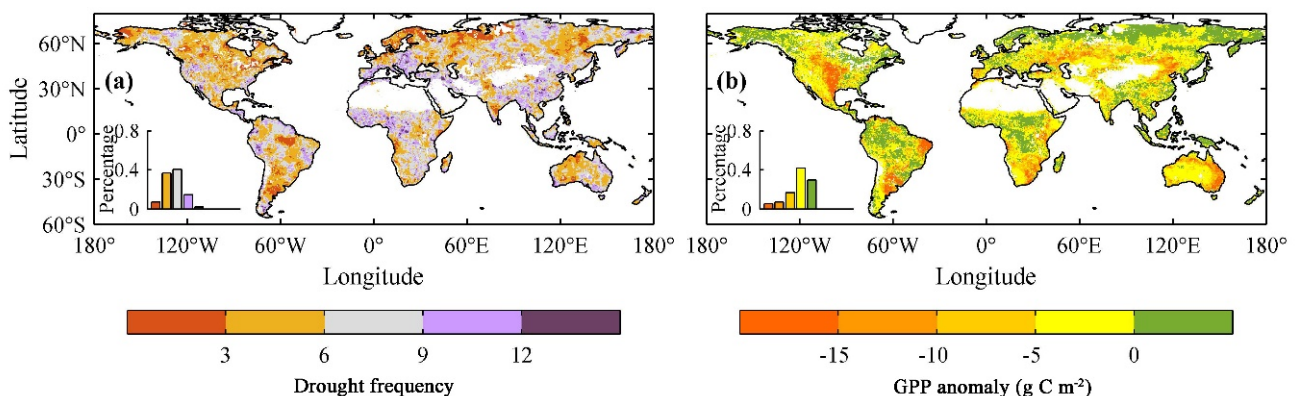 Latitude
60°N
30°N
0°
30°S
60°S
(a)
Percentage
0.8
0.4
0
180°
120°W
60°W
0°
60°E
120°E
180°
Longitude
3
6
9
12
Drought frequency
(b)
Percentage
0.8
0.4
0
180°
120°W
60°W
0°
60°E
120°E
180°
Longitude
-15
-10
-5
0
GPP anomaly (g C m⁻²)